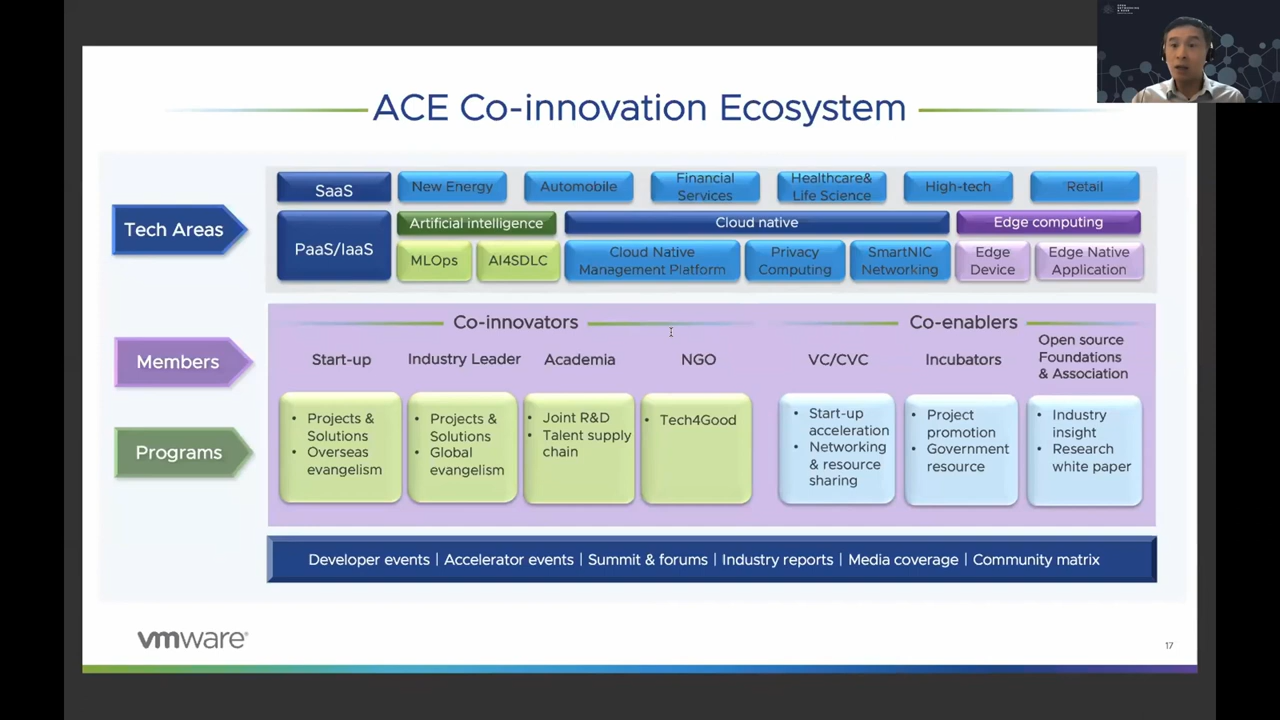 ACE Co-innovation Ecosystem
Tech Areas
SaaS
New Energy
Automobile
Financial
Services
Healthcare&
Life Science
High-tech
Retail
PaaS/IaaS
Artificial intelligence
Cloud native
Edge computing
MLOps
AI4SDLC
Cloud Native
Management Platform
Privacy
Computing
SmartNIC
Networking
Edge
Device
Edge Native
Application
Members
Co-innovators
Co-enablers
Start-up
Industry Leader
Academia
NGO
VC/CVC
Incubators
Open source
Foundations
& Association
Programs
• Projects &
Solutions
• Overseas
evangelism
• Projects &
Solutions
• Global
evangelism
• Joint R&D
• Talent supply
chain
• Tech4Good
• Start-up
acceleration
• Networking
& resource
sharing
• Project
promotion
• Government
resource
• Industry
insight
• Research
white paper
Developer events | Accelerator events | Summit & forums | Industry reports | Media coverage | Community matrix
vmware®
17